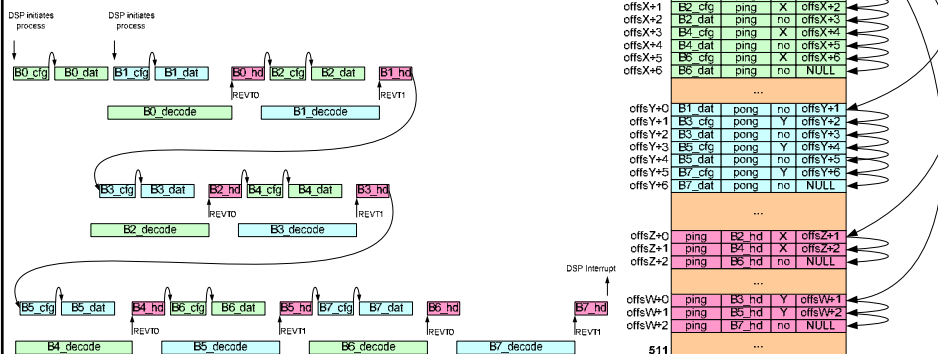 DSP initiates process
DSP initiates process
B0_cfg B0_dat B1_cfg B1_dat B0_hd B2_cfg B2_dat B1_hd
REVT0 REVT1
B0_decode B1_decode
B3_cfg B3_dat B2_hd B4_cfg B4_dat B3_hd
REVT0 REVT1
B2_decode B3_decode
DSP Interrupt
B5_cfg B5_dat B4_hd B6_cfg B6_dat B5_hd B7_cfg B7_dat B6_hd B7_hd
REVT0 REVT1 REVT0 REVT1
B4_decode B5_decode B6_decode B7_decode
offsX+1 B2_cfg ping X offsX+2
offsX+2 B2_dat ping no offsX+3
offsX+3 B4_cfg ping X offsX+4
offsX+4 B4_dat ping no offsX+5
offsX+5 B6_cfg ping X offsX+6
offsX+6 B6_dat ping no NULL
...
offsY+0 B1_dat pong no offsY+1
offsY+1 B3_cfg pong Y offsY+2
offsY+2 B3_dat pong no offsY+3
offsY+3 B5_cfg pong Y offsY+4
offsY+4 B5_dat pong no offsY+5
offsY+5 B7_cfg pong Y offsY+6
offsY+6 B7_dat pong no NULL
...
offsZ+0 ping B2_hd X offsZ+1
offsZ+1 ping B4_hd X offsZ+2
offsZ+2 ping B6_hd no NULL
...
offsW+0 ping B3_hd Y offsW+1
offsW+1 ping B5_hd Y offsW+2
offsW+2 ping B7_hd no NULL
511 ...